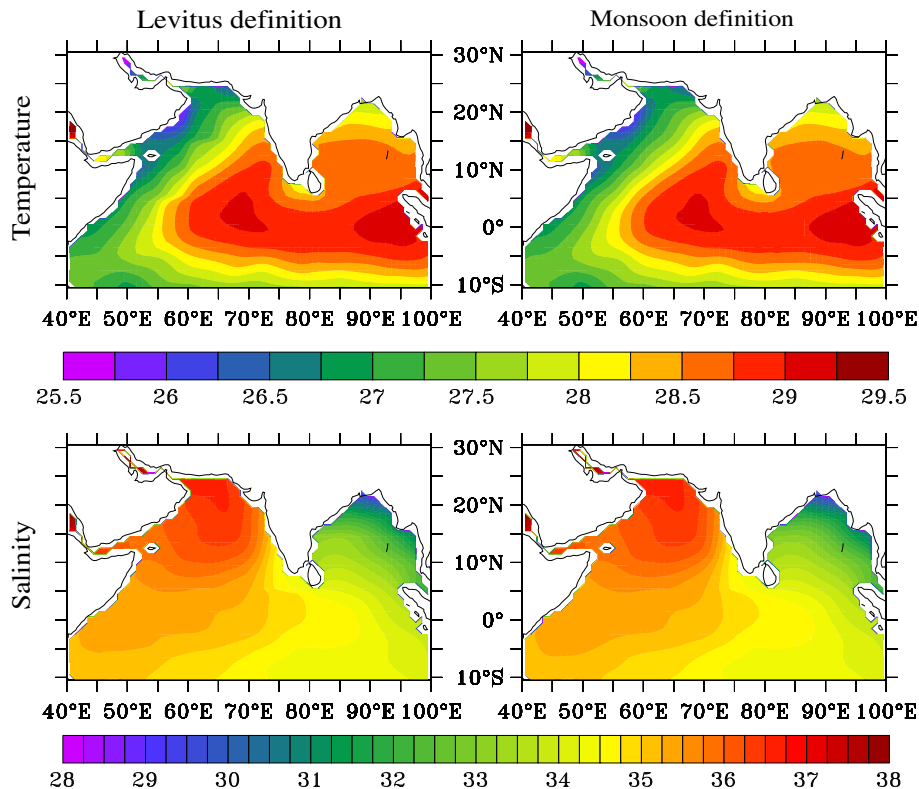 Levitus definition Monsoon definition
Temperature
30°N
20°N
10°N
0°
10°S
40°E 50°E 60°E 70°E 80°E 90°E 100°E 40°E 50°E 60°E 70°E 80°E 90°E 100°E
25.5 26 26.5 27 27.5 28 28.5 29 29.5
Salinity
30°N
20°N
10°N
0°
10°S
40°E 50°E 60°E 70°E 80°E 90°E 100°E 40°E 50°E 60°E 70°E 80°E 90°E 100°E
28 29 30 31 32 33 34 35 36 37 38